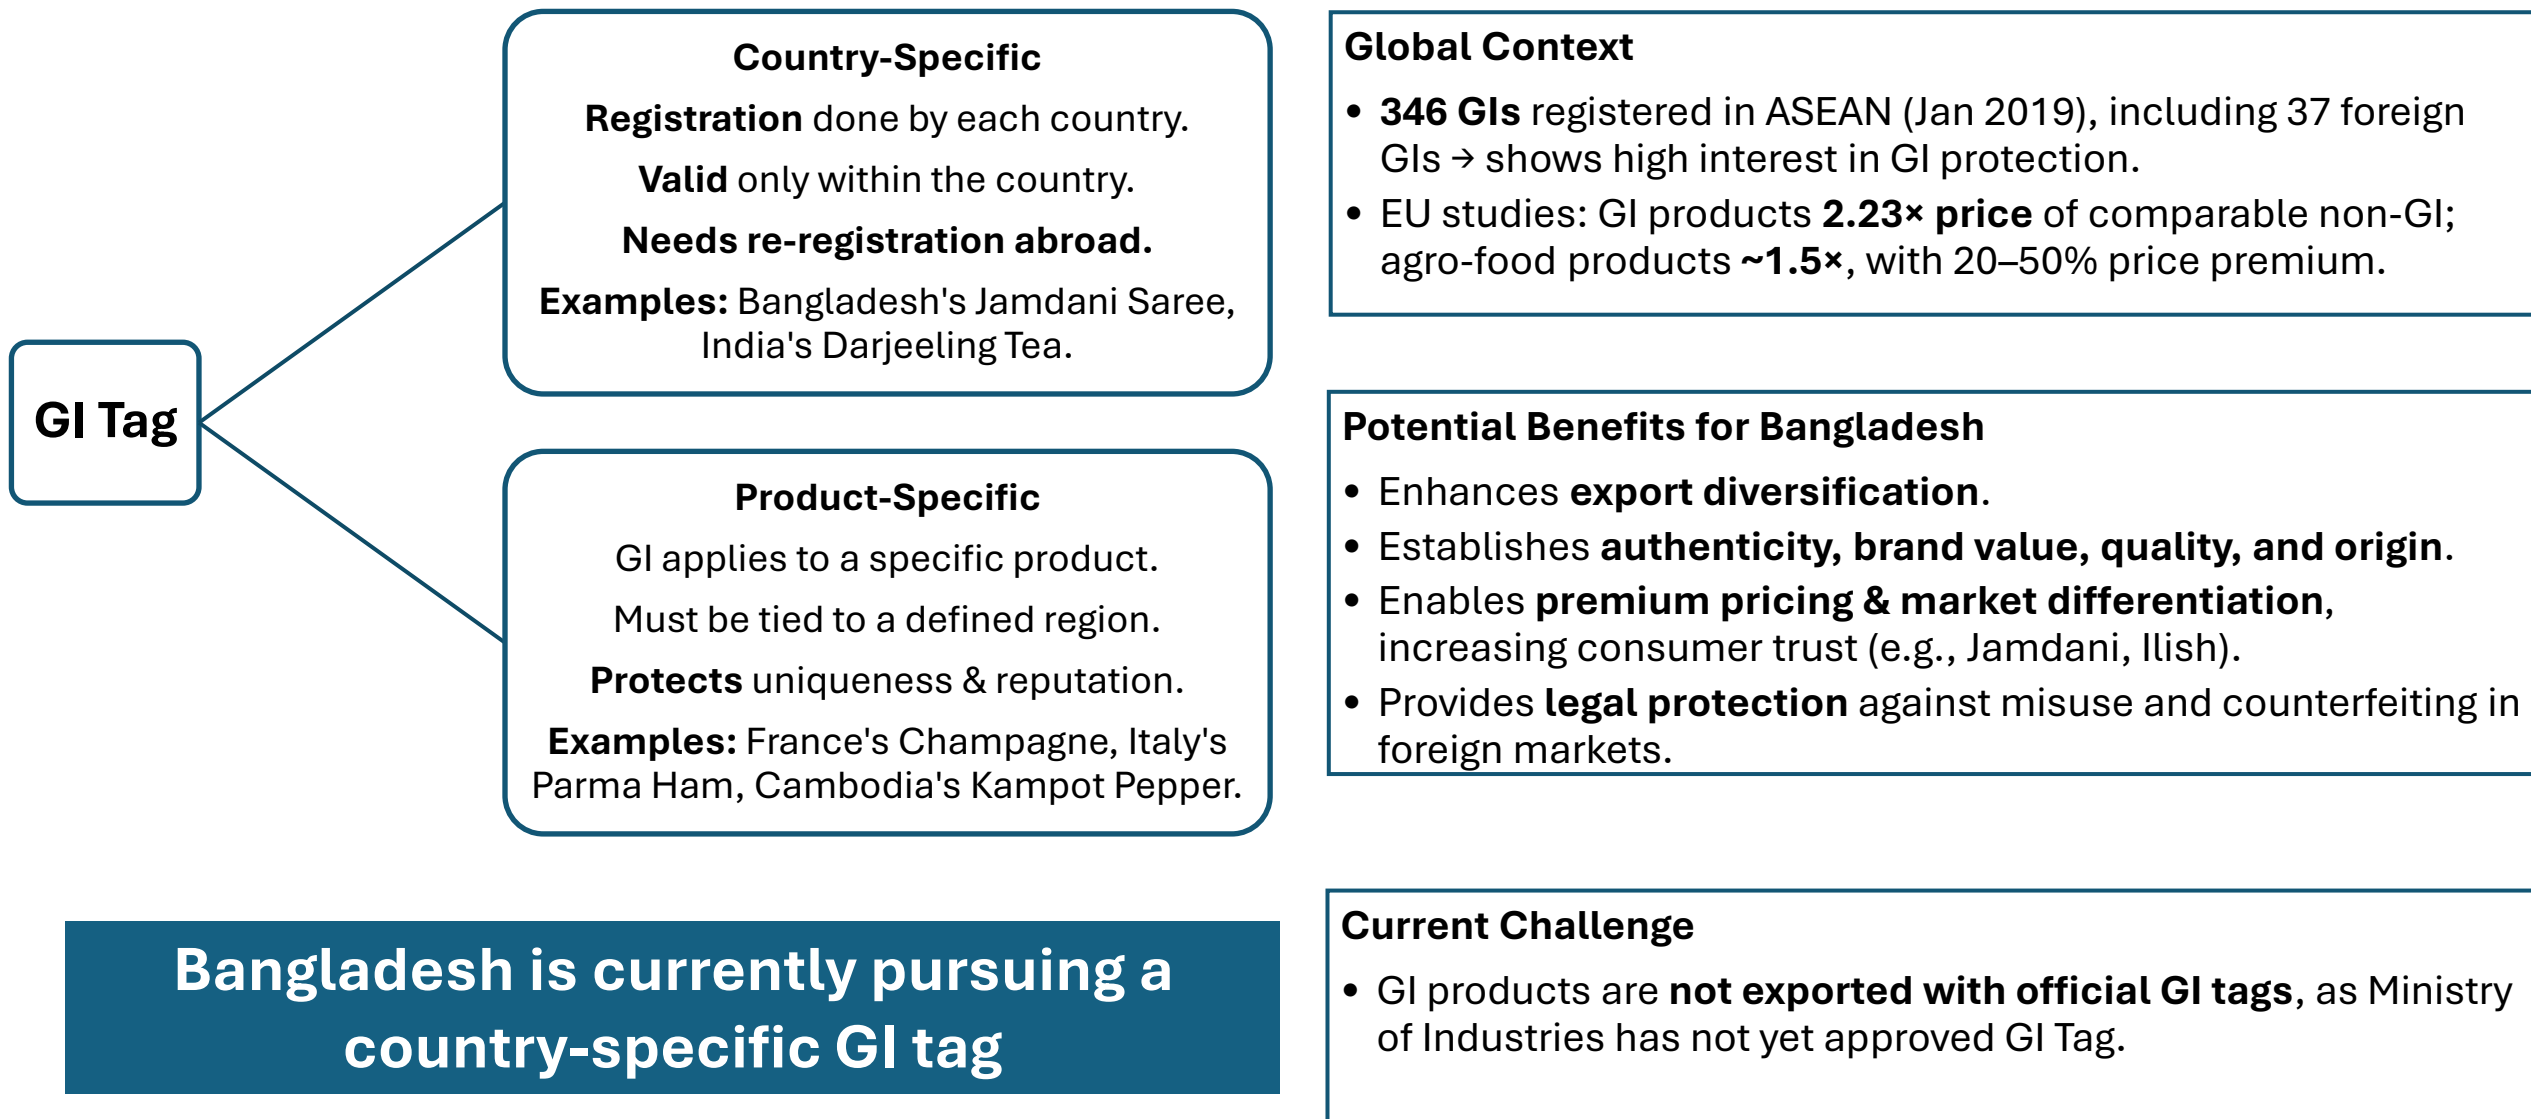 GI Tag
Country-Specific
Registration done by each country.
Valid only within the country.
Needs re-registration abroad.
Examples: Bangladesh's Jamdani Saree,
India's Darjeeling Tea.
Product-Specific
GI applies to a specific product.
Must be tied to a defined region.
Protects uniqueness & reputation.
Examples: France's Champagne, Italy's
Parma Ham, Cambodia's Kampot Pepper.
Bangladesh is currently pursuing a
country-specific GI tag
Global Context
• 346 GIs registered in ASEAN (Jan 2019), including 37 foreign
GIs → shows high interest in GI protection.
• EU studies: GI products 2.23× price of comparable non-GI;
agro-food products ~1.5×, with 20–50% price premium.
Potential Benefits for Bangladesh
• Enhances export diversification.
• Establishes authenticity, brand value, quality, and origin.
• Enables premium pricing & market differentiation,
increasing consumer trust (e.g., Jamdani, Ilish).
• Provides legal protection against misuse and counterfeiting in
foreign markets.
Current Challenge
• GI products are not exported with official GI tags, as Ministry
of Industries has not yet approved GI Tag.